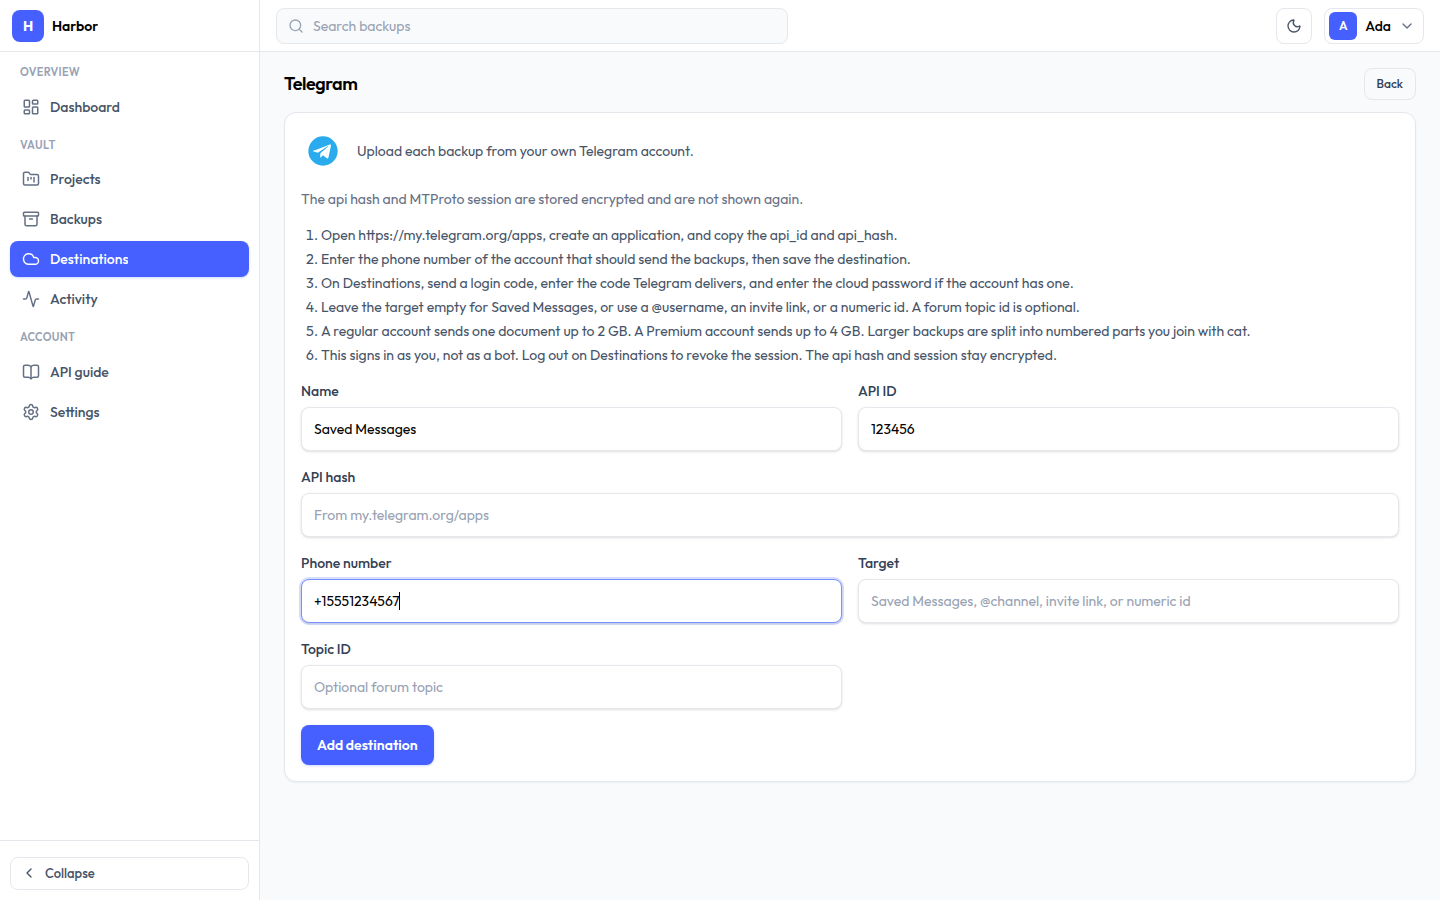 H Harbor
Search backups
A Ada
OVERVIEW
Dashboard
VAULT
Projects
Backups
Destinations
Activity
ACCOUNT
API guide
Settings
Collapse
Telegram
Back
Upload each backup from your own Telegram account.
The api hash and MTProto session are stored encrypted and are not shown again.
1. Open https://my.telegram.org/apps, create an application, and copy the api_id and api_hash.
2. Enter the phone number of the account that should send the backups, then save the destination.
3. On Destinations, send a login code, enter the code Telegram delivers, and enter the cloud password if the account has one.
4. Leave the target empty for Saved Messages, or use a @username, an invite link, or a numeric id. A forum topic id is optional.
5. A regular account sends one document up to 2 GB. A Premium account sends up to 4 GB. Larger backups are split into numbered parts you join with cat.
6. This signs in as you, not as a bot. Log out on Destinations to revoke the session. The api hash and session stay encrypted.
Name
Saved Messages
API ID
123456
API hash
From my.telegram.org/apps
Phone number
+15551234567
Target
Saved Messages, @channel, invite link, or numeric id
Topic ID
Optional forum topic
Add destination